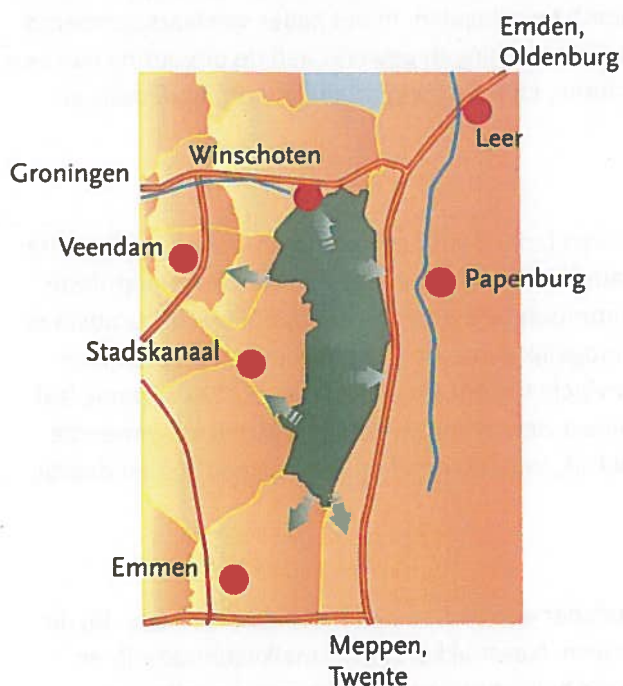 Emden,
Oldenburg
Leer
Winschoten
Groningen
Veendam
Papenburg
Stadskanaal
Emmen
Meppen,
Twente